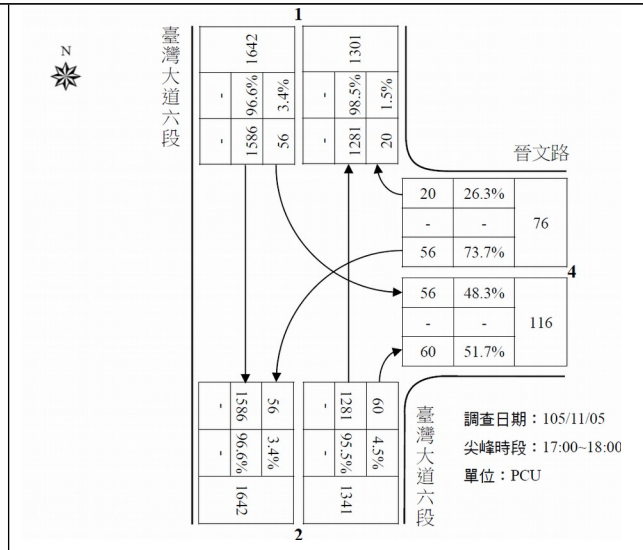 1
N
臺灣大道六段
1642
- 96.6% 3.4%
- 1586 56
1301
- 98.5% 1.5%
- 1281 20
晉文路
20 26.3%
- - 76
56 73.7%
4
56 48.3%
- - 116
60 51.7%
- 1586 56
- 96.6% 3.4%
1642
- 1281 60
- 95.5% 4.5%
1341
臺灣大道六段
調查日期：105/11/05
尖峰時段：17:00~18:00
單位：PCU
2